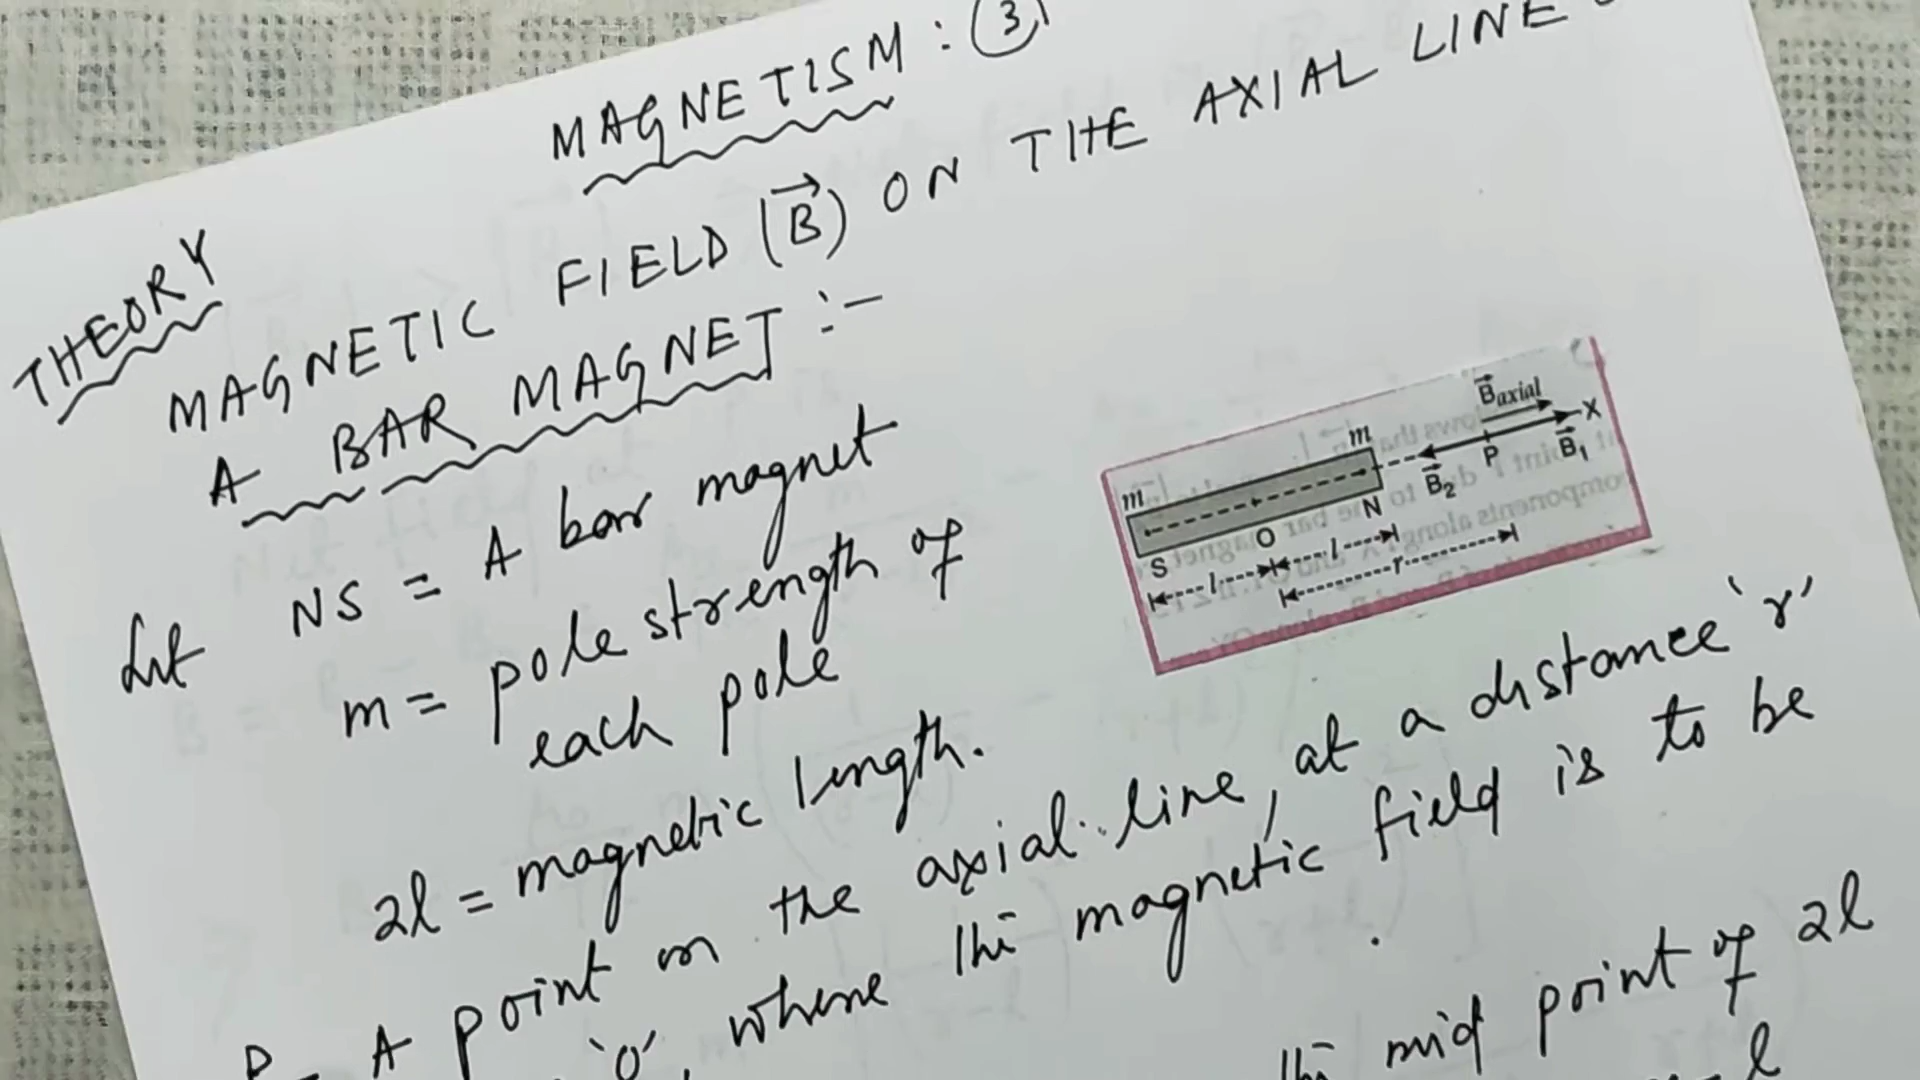 MAGNETISM : 3
THEORY
MAGNETIC FIELD (B⃗) ON THE AXIAL LINE
A BAR MAGNET :-
Let NS = A bar magnet
m = pole strength of
each pole
2l = magnetic length.
P = A point on the axial line, at a distance 'r'
'O', where the magnetic field is to be
the mid point of 2l
l
B⃗axial
m m B⃗2 P B⃗1 X
S O N
l l
r